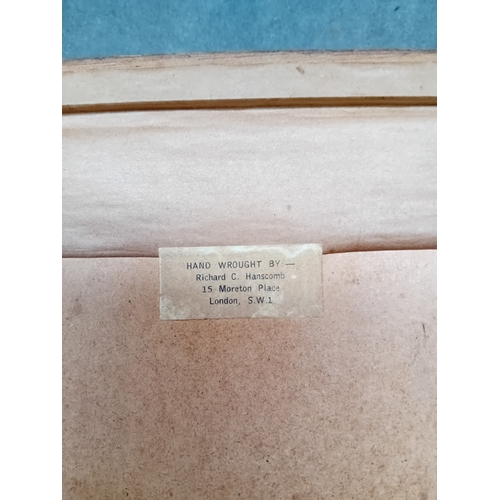 HAND WROUGHT BY :—
Richard C. Hanscomb
15 Moreton Place
London, S.W.1